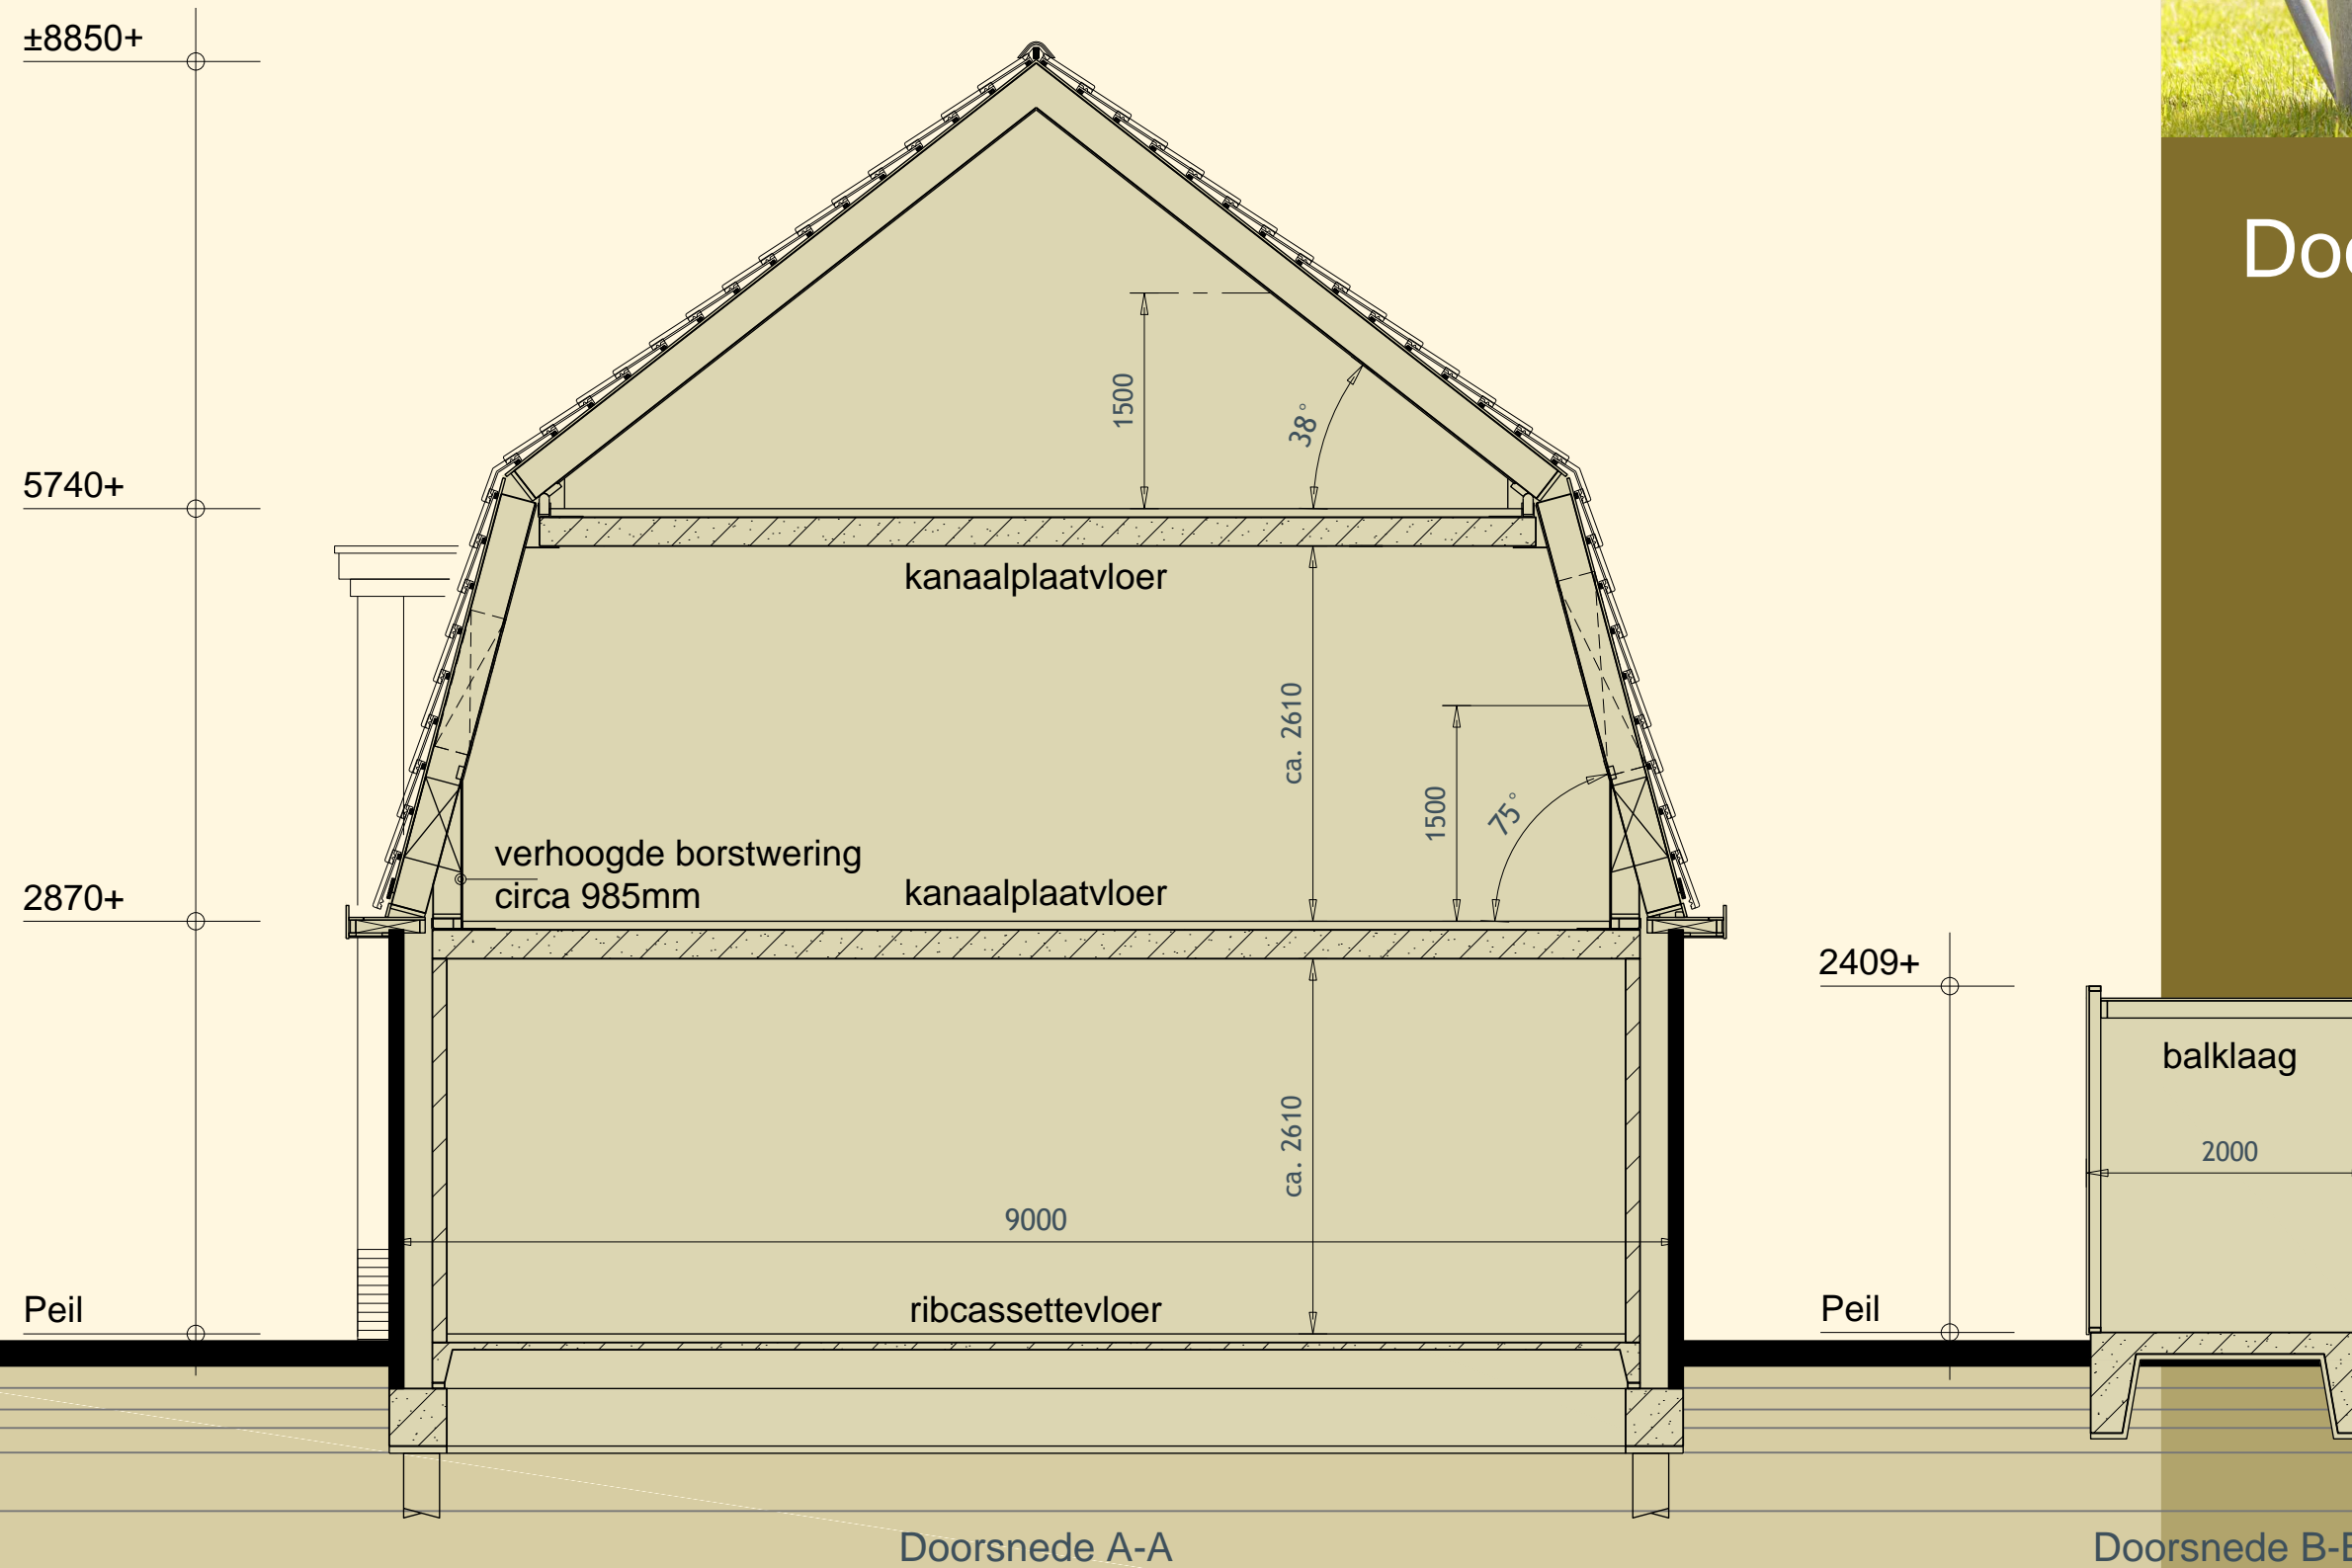 ±8850+
5740+
2870+
Peil
1500
38°
kanaalplaatvloer
ca. 2610
1500
75°
verhoogde borstwering
circa 985mm
kanaalplaatvloer
ca. 2610
9000
ribcassettevloer
Doorsnede A-A
2409+
Peil
balklaag
2000
Doorsnede B-